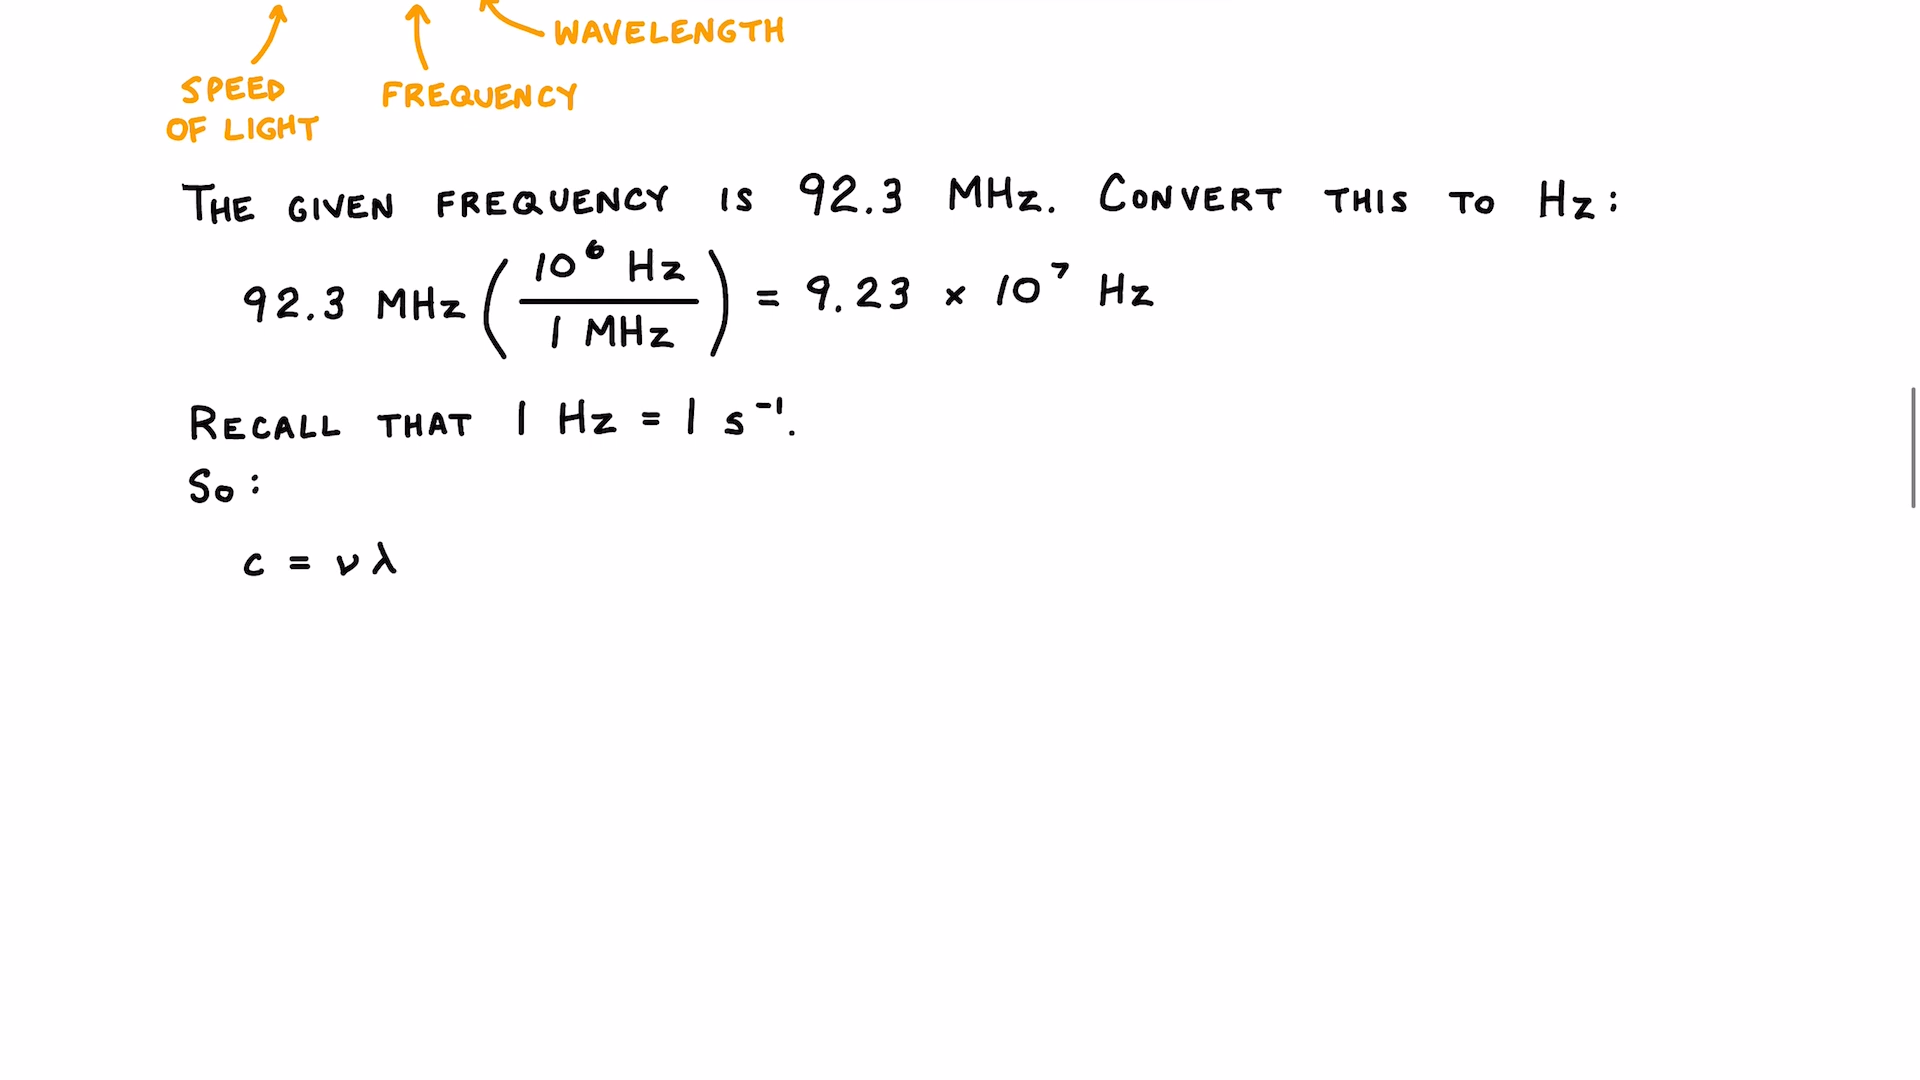 WAVELENGTH
SPEED
OF LIGHT
FREQUENCY
THE GIVEN FREQUENCY IS 92.3 MHz. CONVERT THIS TO Hz:
92.3 MHz (10⁶ Hz / 1 MHz) = 9.23 × 10⁷ Hz
RECALL THAT 1 Hz = 1 s⁻¹.
SO:
c = νλ